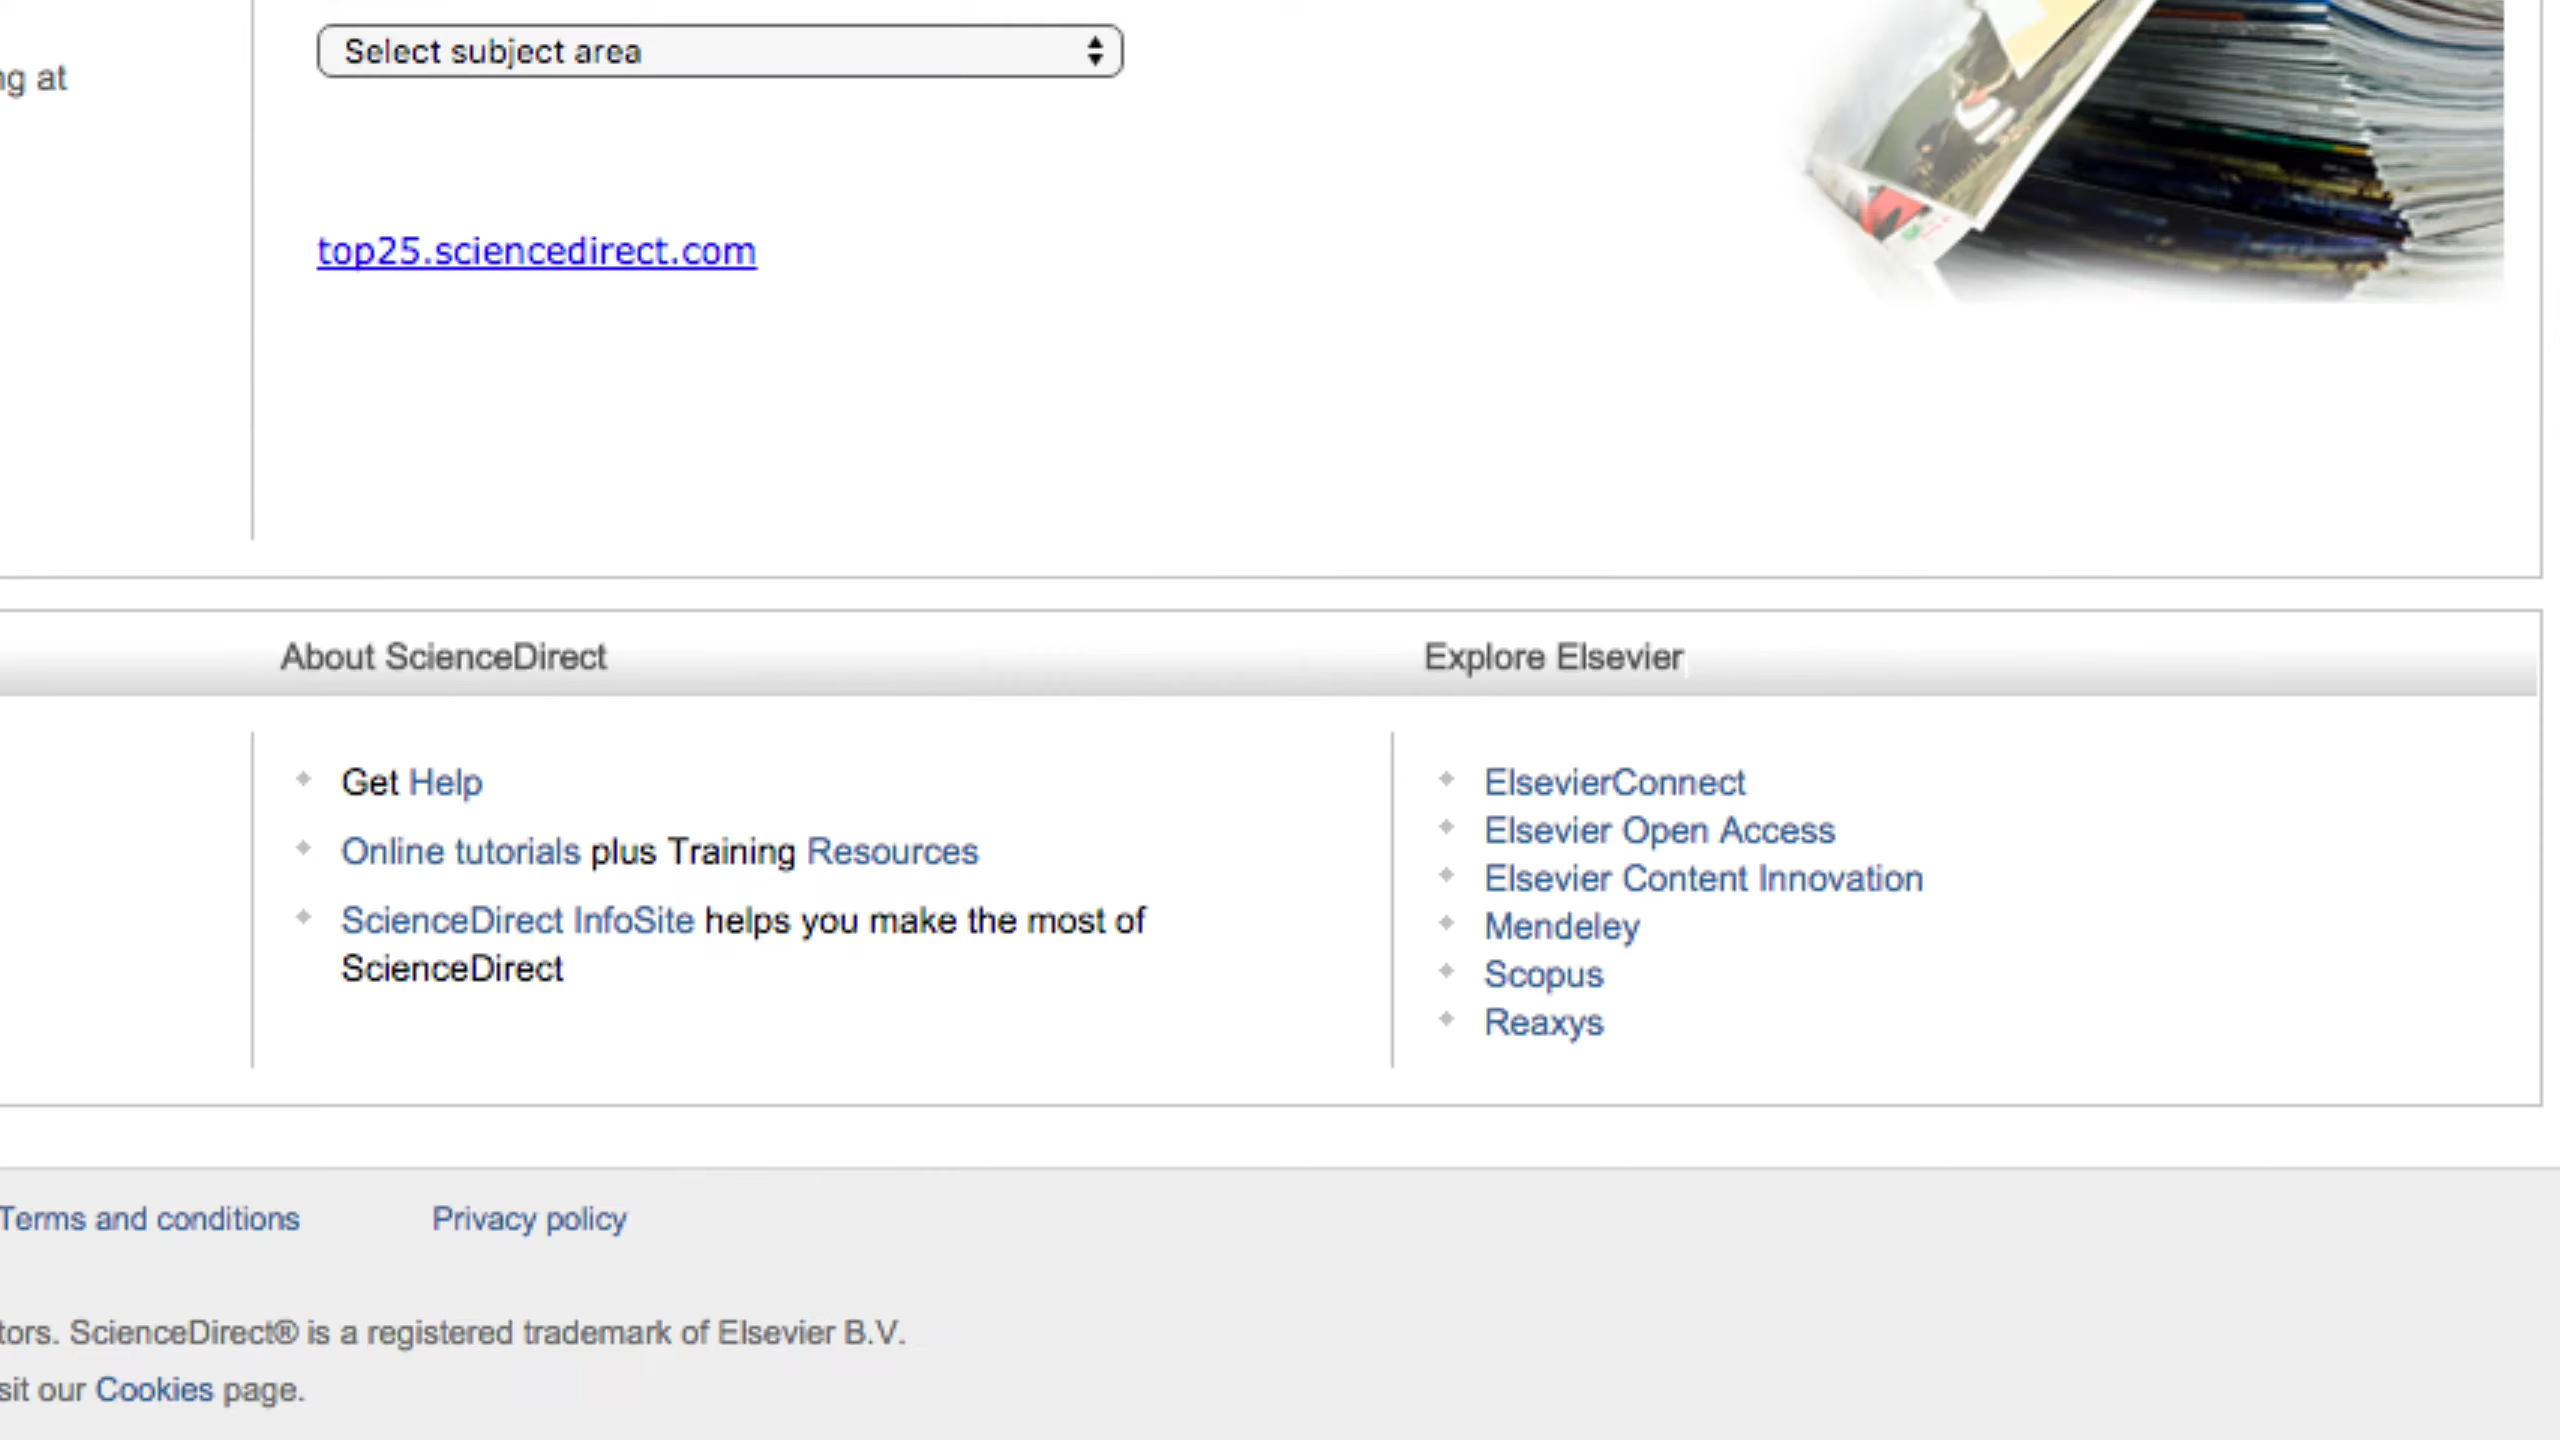 Select subject area
ng at
top25.sciencedirect.com
About ScienceDirect
Get Help
Online tutorials plus Training Resources
ScienceDirect InfoSite helps you make the most of
ScienceDirect
Explore Elsevier
ElsevierConnect
Elsevier Open Access
Elsevier Content Innovation
Mendeley
Scopus
Reaxys
Terms and conditions
Privacy policy
tors. ScienceDirect® is a registered trademark of Elsevier B.V.
sit our Cookies page.